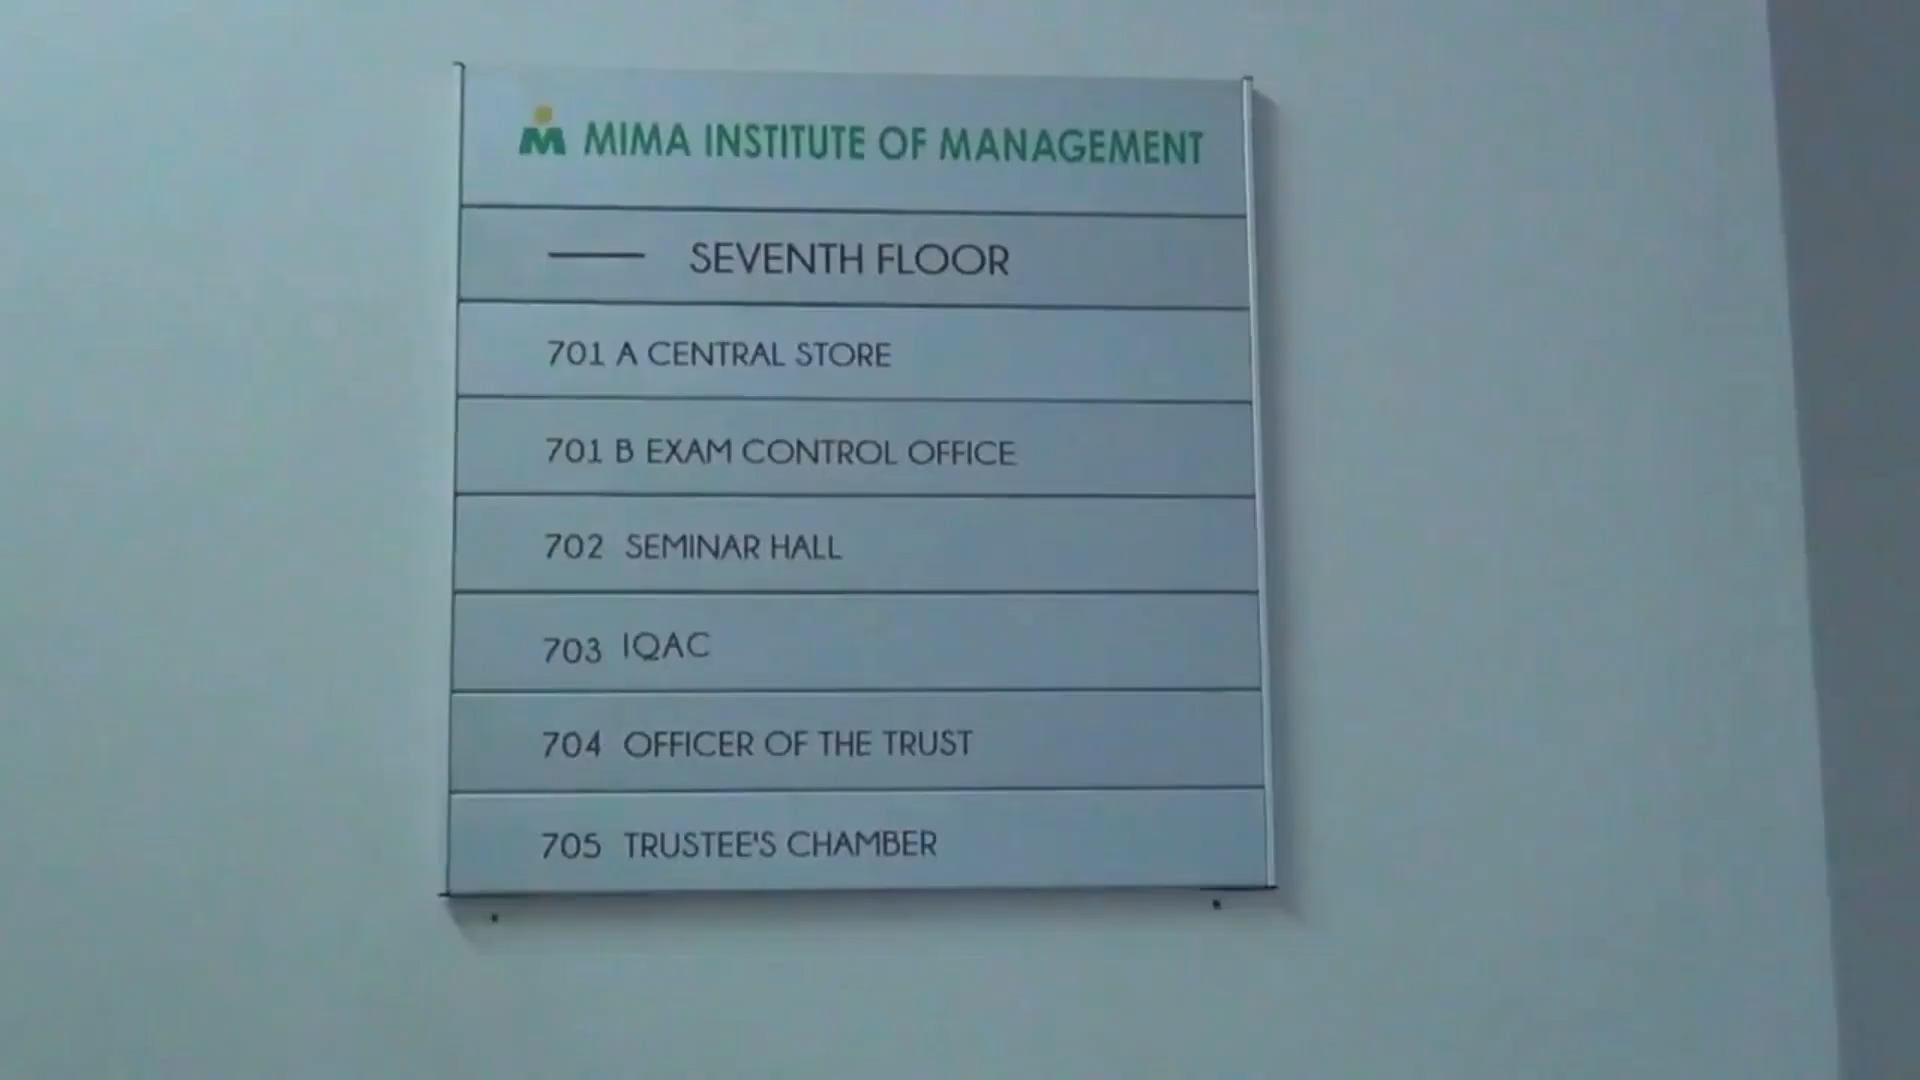 MIMA INSTITUTE OF MANAGEMENT
SEVENTH FLOOR
701 A CENTRAL STORE
701 B EXAM CONTROL OFFICE
702 SEMINAR HALL
703 IQAC
704 OFFICER OF THE TRUST
705 TRUSTEE'S CHAMBER